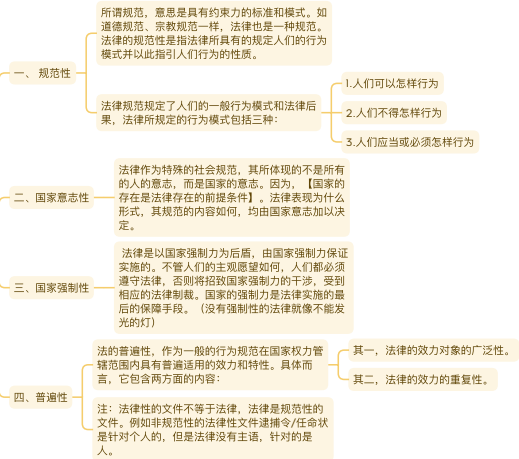 所谓规范，意思是具有约束力的标准和模式。如
道德规范、宗教规范一样，法律也是一种规范。
法律的规范性是指法律所具有的规定人们的行为
模式并以此指引人们行为的性质。
一、 规范性
法律规范规定了人们的一般行为模式和法律后
果，法律所规定的行为模式包括三种：
1.人们可以怎样行为
2.人们不得怎样行为
3.人们应当或必须怎样行为
二、国家意志性
法律作为特殊的社会规范，其所体现的不是所有
的人的意志，而是国家的意志。因为，【国家的
存在是法律存在的前提条件】。法律表现为什么
形式，其规范的内容如何，均由国家意志加以决
定。
三、国家强制性
法律是以国家强制力为后盾，由国家强制力保证
实施的。不管人们的主观愿望如何，人们都必须
遵守法律，否则将招致国家强制力的干涉，受到
相应的法律制裁。国家的强制力是法律实施的最
后的保障手段。（没有强制性的法律就像不能发
光的灯）
四、普遍性
法的普遍性，作为一般的行为规范在国家权力管
辖范围内具有普遍适用的效力和特性。具体而
言，它包含两方面的内容：
其一，法律的效力对象的广泛性。
其二，法律的效力的重复性。
注：法律性的文件不等于法律，法律是规范性的
文件。例如非规范性的法律性文件逮捕令/任命状
是针对个人的，但是法律没有主语，针对的是
人。